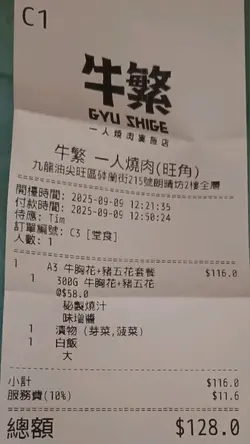 C1
牛繁
GYU SHIGE
一人燒肉專施店
牛繁 一人燒肉(旺角)
九龍油尖旺區砵蘭街215號朗晴坊2樓全層
開檯時間: 2025-09-09 12:21:35
付款時間: 2025-09-09 12:50:24
侍應: Tim
訂單編號: C3 [堂食]
人數: 1
1 A3 牛胸花+豬五花套餐 $116.0
1 300G 牛胸花+豬五花
@$58.0
秘製燒汁
味增醬
1 漬物 (芽菜,菠菜)
1 白飯
大
小計 $116.0
服務費(10%) $11.6
總額 $128.0